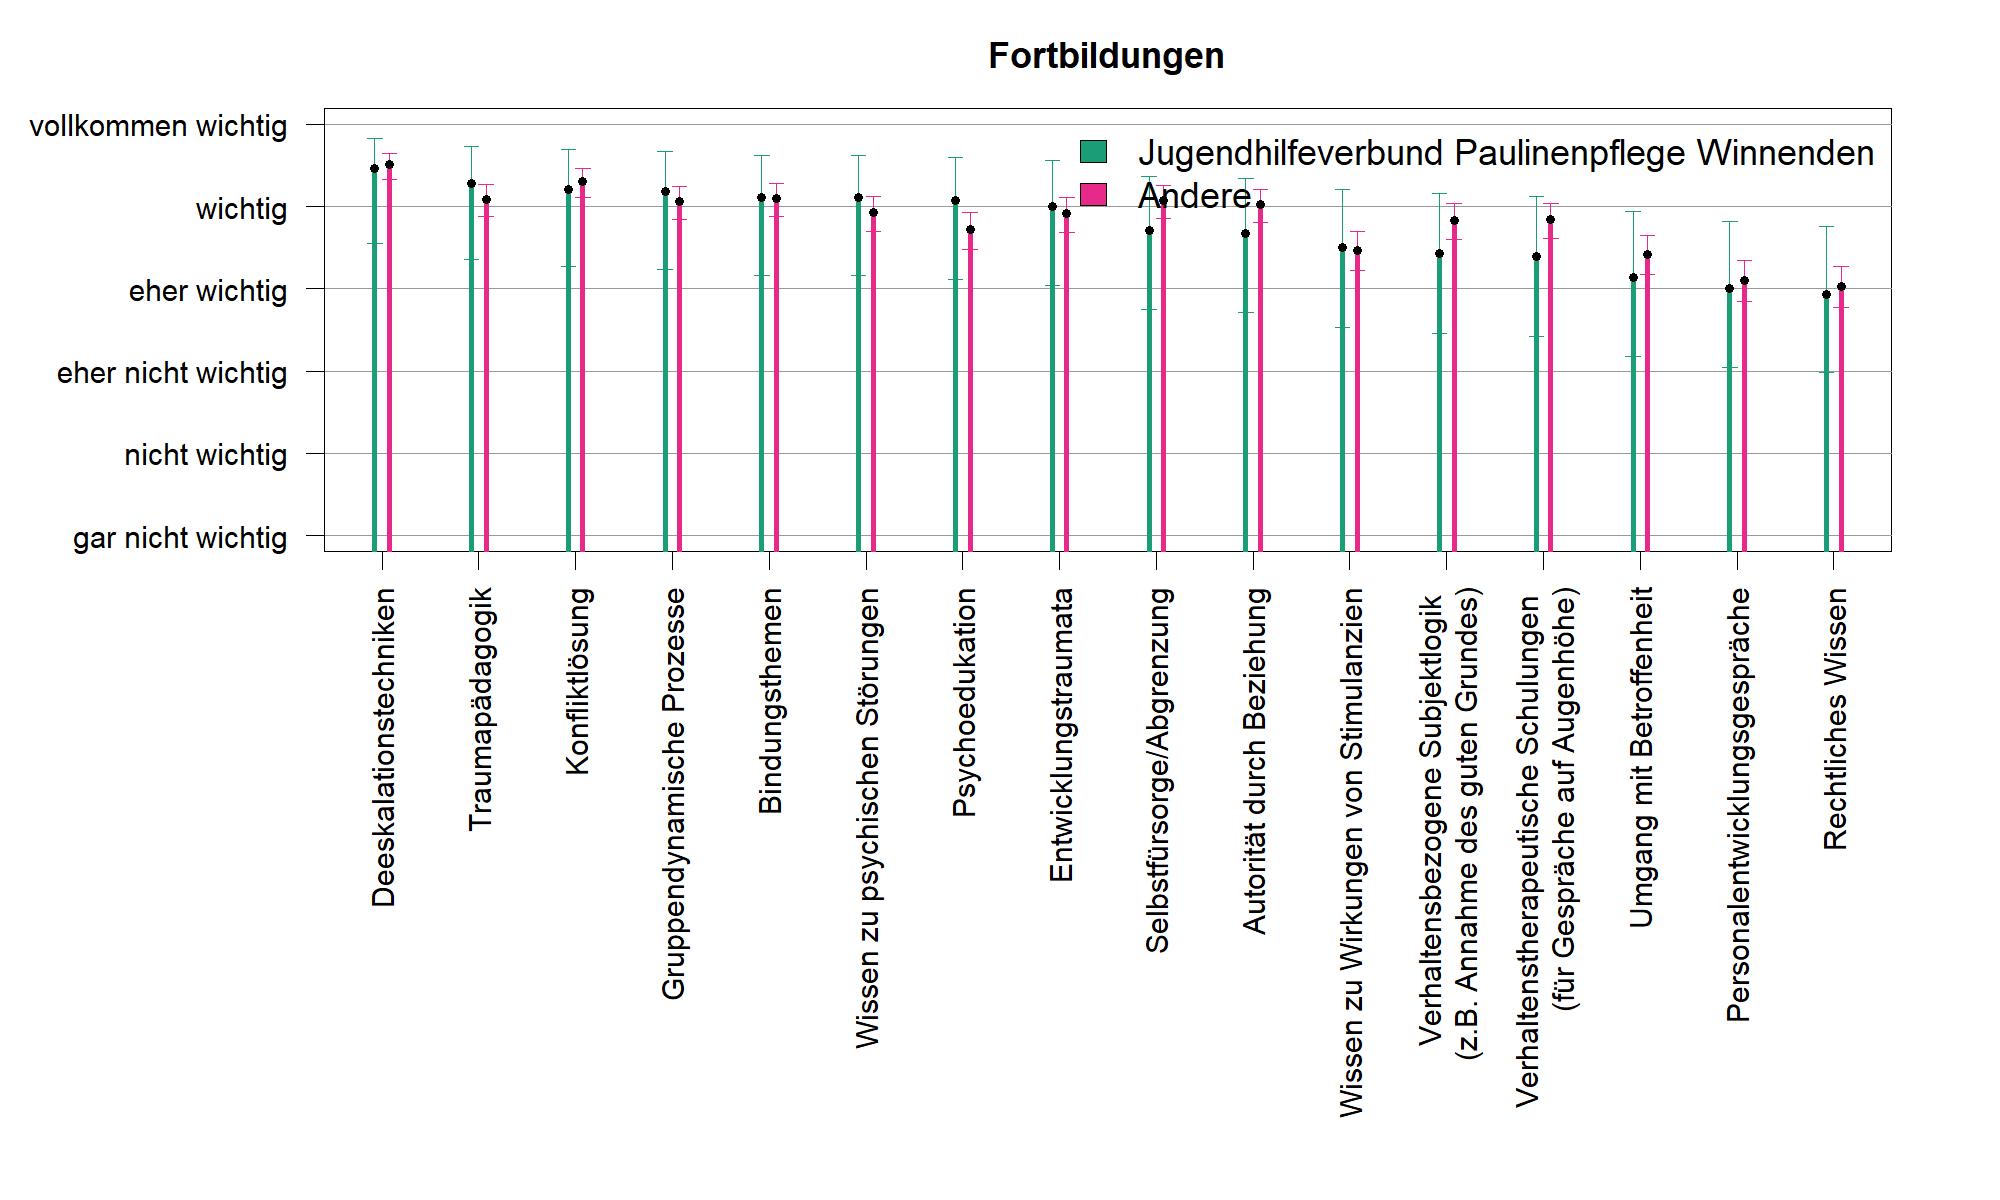 Fortbildungen
vollkommen wichtig
wichtig
eher wichtig
eher nicht wichtig
nicht wichtig
gar nicht wichtig
Jugendhilfeverbund Paulinenpflege Winnenden
Andere
Deeskalationstechniken
Traumapädagogik
Konfliktlösung
Gruppendynamische Prozesse
Bindungsthemen
Wissen zu psychischen Störungen
Psychoedukation
Entwicklungstraumata
Selbstfürsorge/Abgrenzung
Autorität durch Beziehung
Wissen zu Wirkungen von Stimulanzien
Verhaltensbezogene Subjektlogik
(z.B. Annahme des guten Grundes)
Verhaltenstherapeutische Schulungen
(für Gespräche auf Augenhöhe)
Umgang mit Betroffenheit
Personalentwicklungsgespräche
Rechtliches Wissen